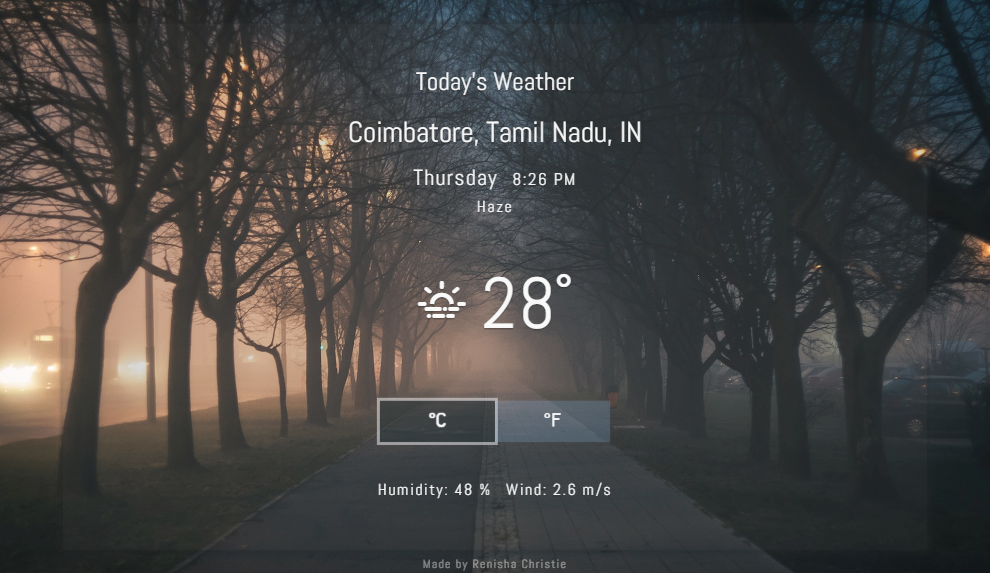 Today's Weather
Coimbatore, Tamil Nadu, IN
Thursday 8:26 PM
Haze
28°
°C °F
Humidity: 48 % Wind: 2.6 m/s
Made by Renisha Christie